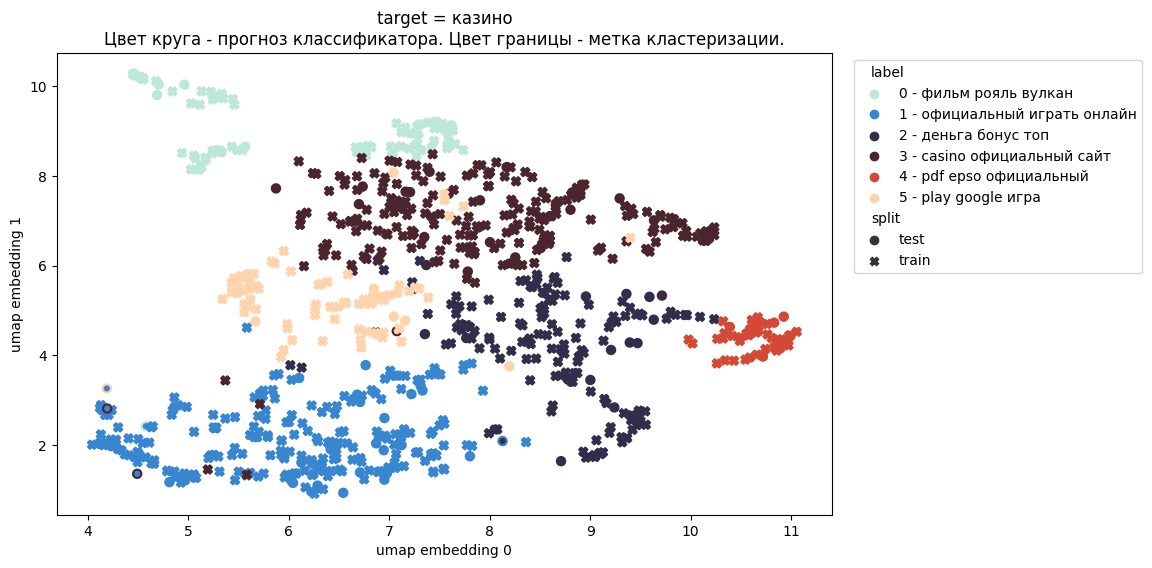 target = казино
Цвет круга - прогноз классификатора. Цвет границы - метка кластеризации.
label
0 - фильм рояль вулкан
1 - официальный играть онлайн
2 - деньга бонус топ
3 - casino официальный сайт
4 - pdf epso официальный
5 - play google игра
split
test
train
umap embedding 1
10
8
6
4
2
4 5 6 7 8 9 10 11
umap embedding 0